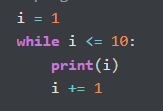 i = 1
while i <= 10:
    print(i)
    i += 1